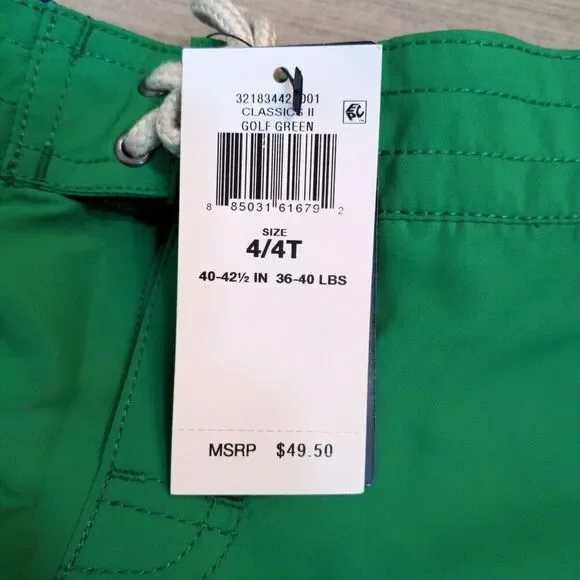 CLASSICS II
GOLF GREEN
8 85031 61679 2
SIZE
4/4T
40-42½ IN 36-40 LBS
MSRP $49.50